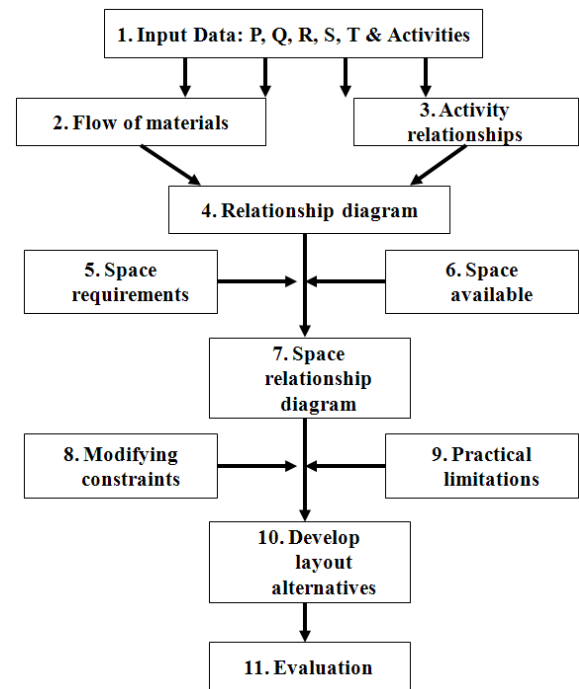 1. Input Data: P, Q, R, S, T & Activities
2. Flow of materials
3. Activity
relationships
4. Relationship diagram
5. Space
requirements
6. Space
available
7. Space
relationship
diagram
8. Modifying
constraints
9. Practical
limitations
10. Develop
layout
alternatives
11. Evaluation